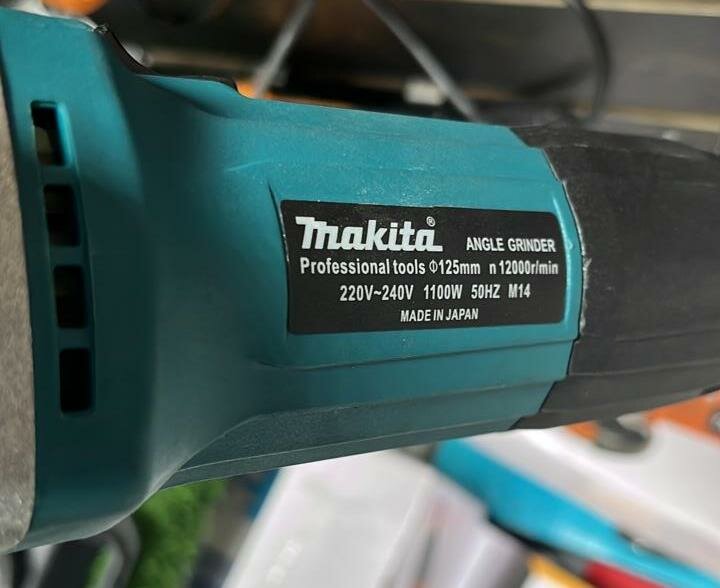 makita® ANGLE GRINDER
Professional tools Φ125mm n 12000r/min
220V~240V 1100W 50HZ M14
MADE IN JAPAN